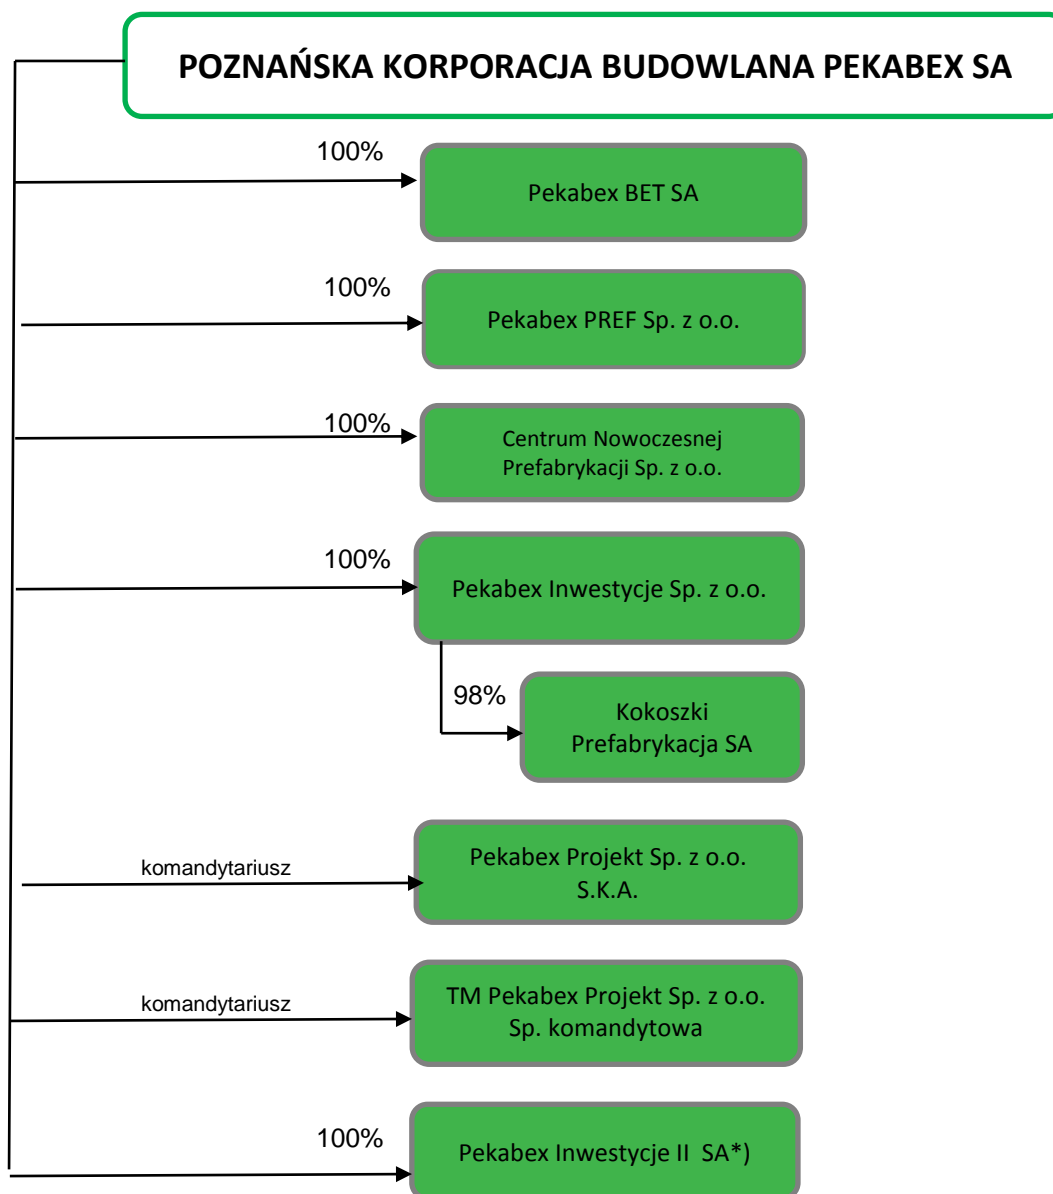 POZNAŃSKA KORPORACJA BUDOWLANA PEKABEX SA
100%
Pekabex BET SA
100%
Pekabex PREF Sp. z o.o.
100%
Centrum Nowoczesnej
Prefabrykacji Sp. z o.o.
100%
Pekabex Inwestycje Sp. z o.o.
98%
Kokoszki
Prefabrykacja SA
komandytariusz
Pekabex Projekt Sp. z o.o.
S.K.A.
komandytariusz
TM Pekabex Projekt Sp. z o.o.
Sp. komandytowa
100%
Pekabex Inwestycje II SA*)